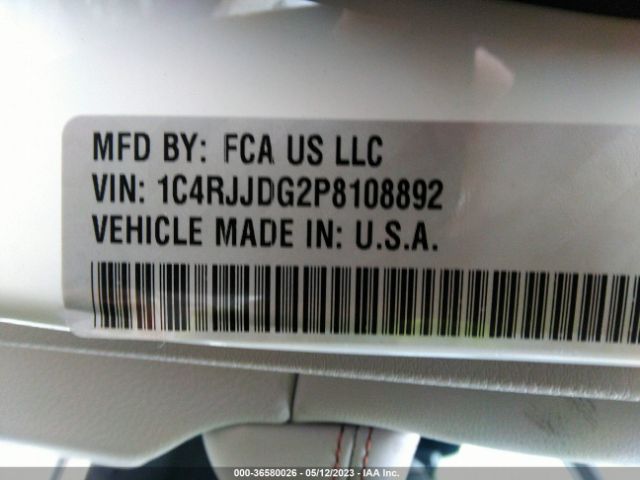 MFD BY: FCA US LLC
VIN: 1C4RJJDG2P8108892
VEHICLE MADE IN: U.S.A.
000-36580026 - 05/12/2023 - IAA Inc.